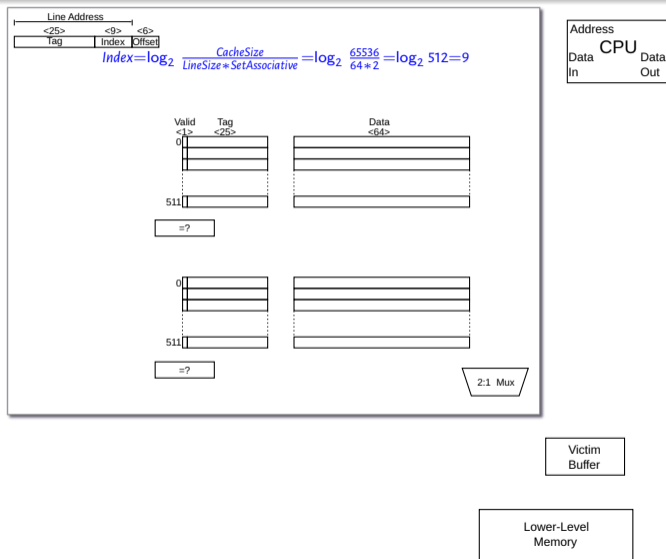 Line Address
<25> <9> <6>
Tag Index Offset
Index=log₂ CacheSize / LineSize∗SetAssociative =log₂ 65536 / 64∗2 =log₂ 512=9
Address
CPU
Data Data
In Out
Valid Tag Data
<1> <25> <64>
0
511
=?
0
511
=?
2:1 Mux
Victim
Buffer
Lower-Level
Memory